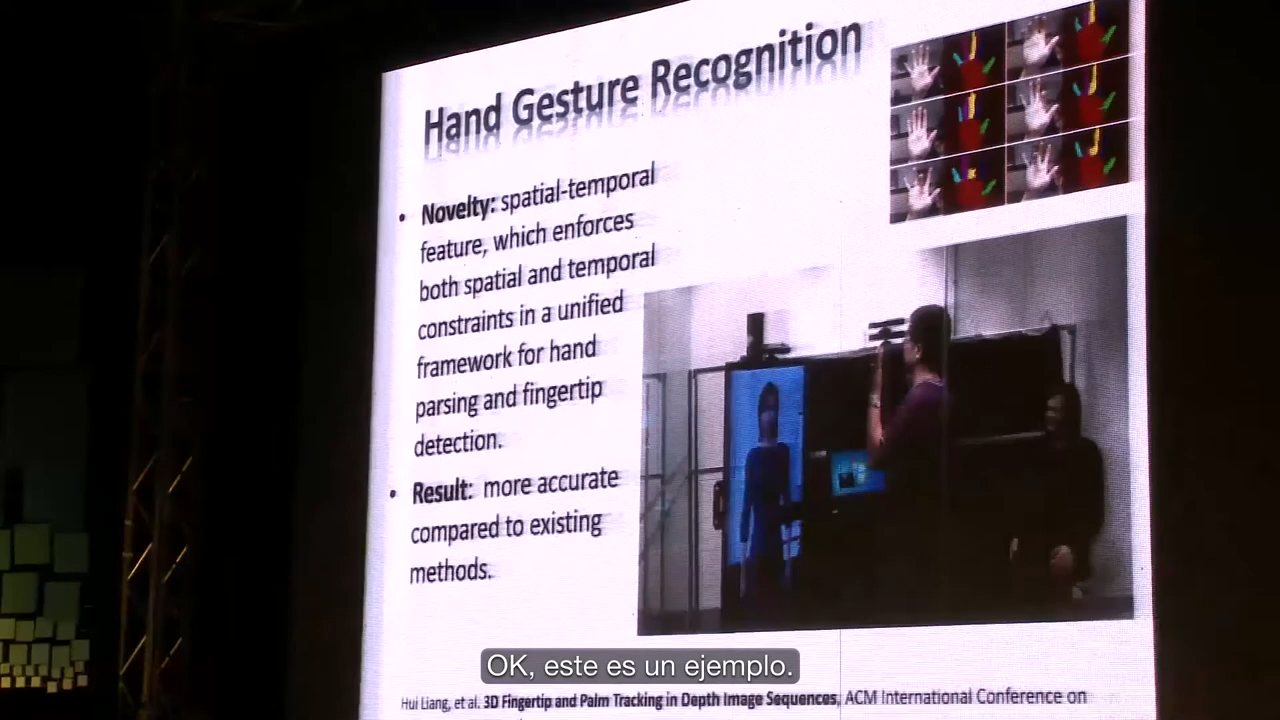 Hand Gesture Recognition
• Novelty: spatial-temporal
feature, which enforces
both spatial and temporal
constraints in a unified
framework for hand
parsing and fingertip
detection.
• Result: more accurate
compared to existing
methods.
OK, este es un ejemplo.
Hui Liang, et al. 3D Fingertip and Palm Tracking in Depth Image Sequences, ACM International Conference on